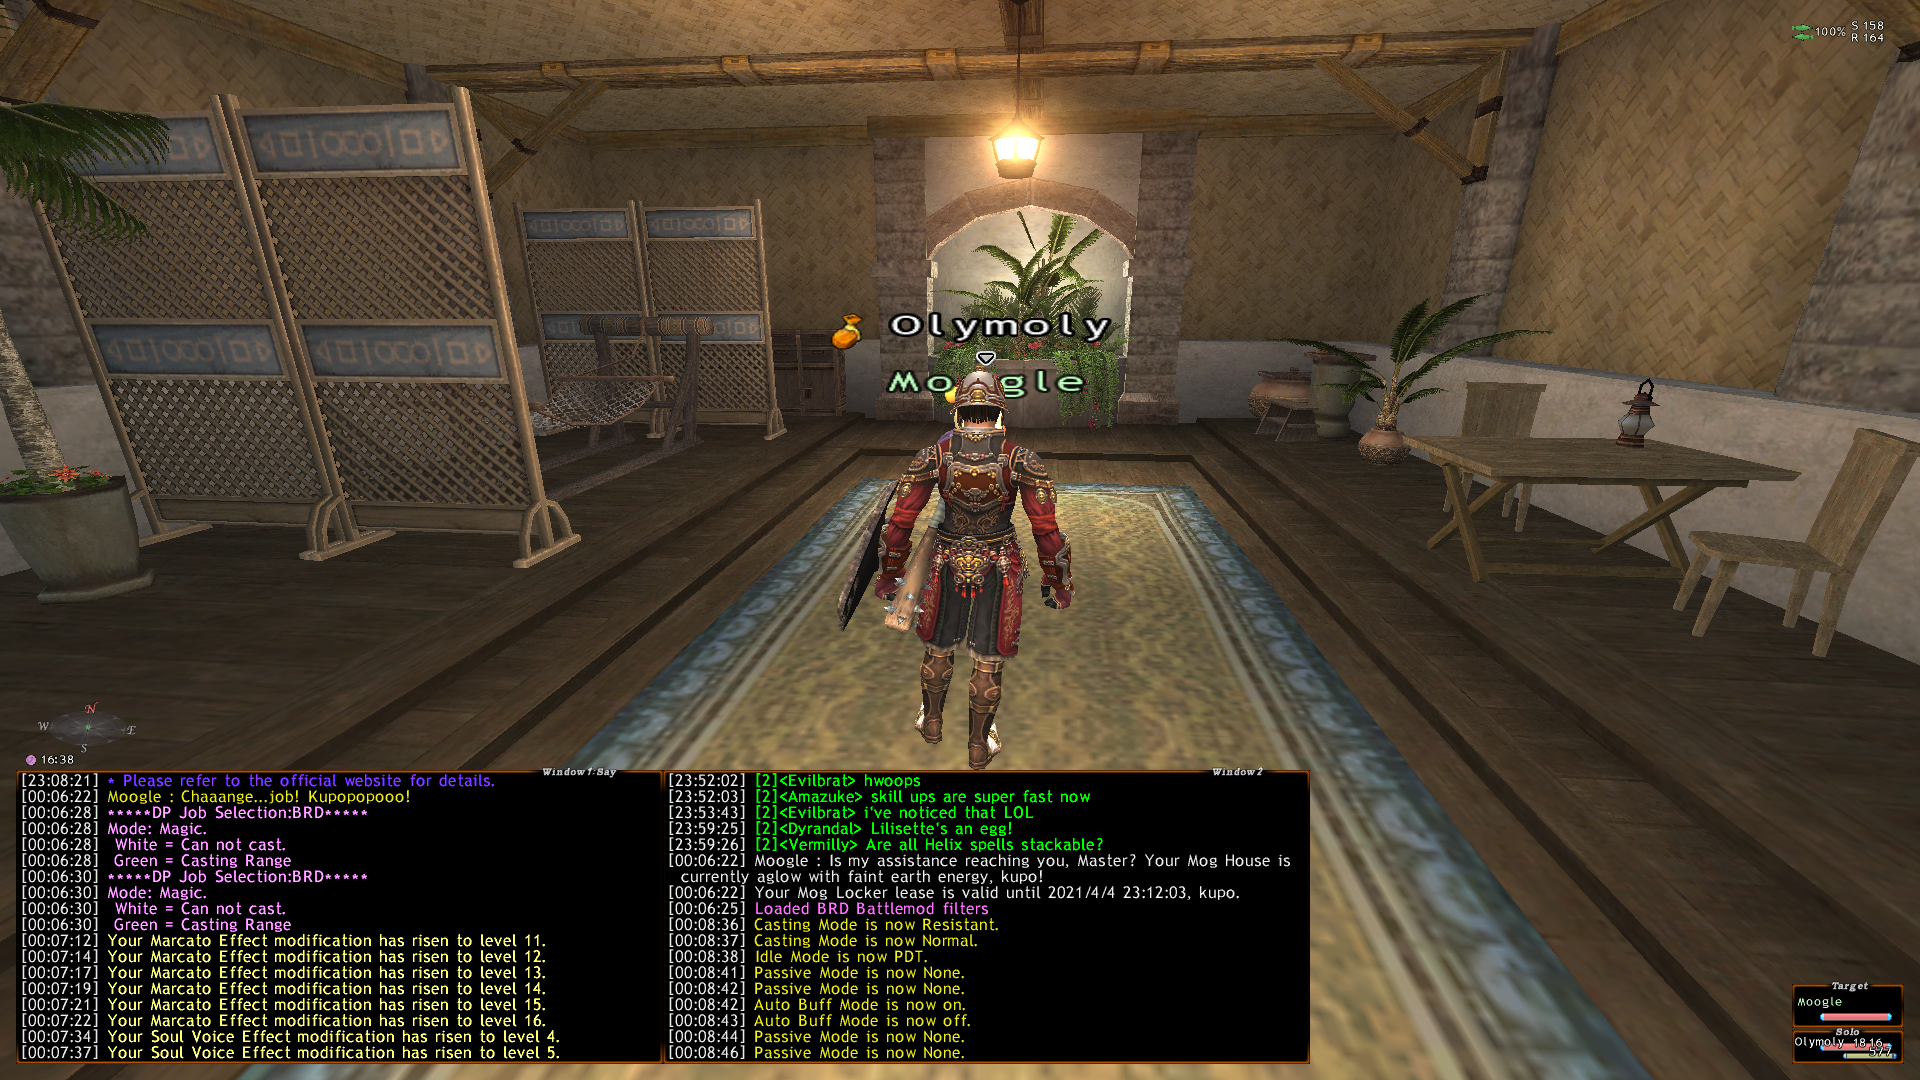 100% S 158
R 164
Olymoly
Moogle
N
W E
S
16:38
Window 1:Say
[23:08:21] * Please refer to the official website for details.
[00:06:22] Moogle : Chaaange...job! Kupopopooo!
[00:06:28] *****DP Job Selection:BRD*****
[00:06:28] Mode: Magic.
[00:06:28] White = Can not cast.
[00:06:28] Green = Casting Range
[00:06:30] *****DP Job Selection:BRD*****
[00:06:30] Mode: Magic.
[00:06:30] White = Can not cast.
[00:06:30] Green = Casting Range
[00:07:12] Your Marcato Effect modification has risen to level 11.
[00:07:14] Your Marcato Effect modification has risen to level 12.
[00:07:17] Your Marcato Effect modification has risen to level 13.
[00:07:19] Your Marcato Effect modification has risen to level 14.
[00:07:21] Your Marcato Effect modification has risen to level 15.
[00:07:22] Your Marcato Effect modification has risen to level 16.
[00:07:34] Your Soul Voice Effect modification has risen to level 4.
[00:07:37] Your Soul Voice Effect modification has risen to level 5.
Window 2
[23:52:02] [2]<Evilbrat> hwoops
[23:52:03] [2]<Amazuke> skill ups are super fast now
[23:53:43] [2]<Evilbrat> i've noticed that LOL
[23:59:25] [2]<Dyrandal> Lilisette's an egg!
[23:59:26] [2]<Vermilly> Are all Helix spells stackable?
[00:06:22] Moogle : Is my assistance reaching you, Master? Your Mog House is
currently aglow with faint earth energy, kupo!
[00:06:22] Your Mog Locker lease is valid until 2021/4/4 23:12:03, kupo.
[00:06:25] Loaded BRD Battlemod filters
[00:08:36] Casting Mode is now Resistant.
[00:08:37] Casting Mode is now Normal.
[00:08:38] Idle Mode is now PDT.
[00:08:41] Passive Mode is now None.
[00:08:42] Passive Mode is now None.
[00:08:42] Auto Buff Mode is now on.
[00:08:43] Auto Buff Mode is now off.
[00:08:44] Passive Mode is now None.
[00:08:46] Passive Mode is now None.
Target
Moogle
Solo
Olymoly 1816
577